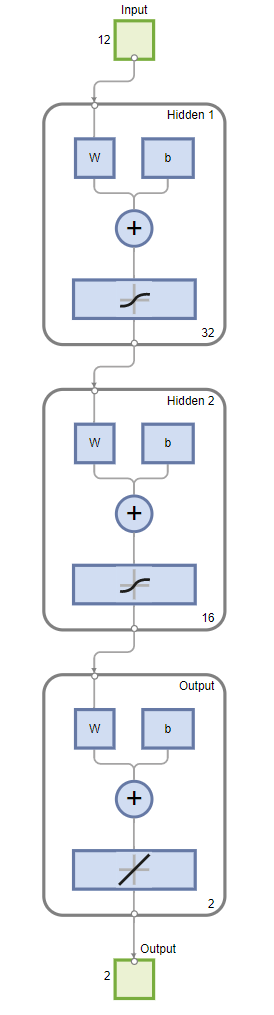 Input
12
Hidden 1
W b
+
32
Hidden 2
W b
+
16
Output
W b
+
2
Output
2